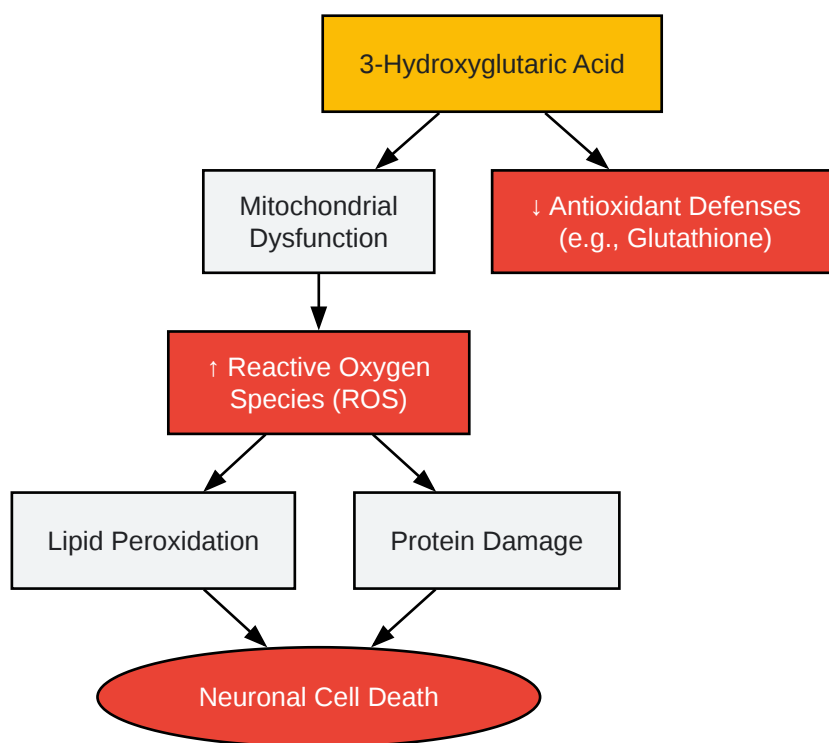 3-Hydroxyglutaric Acid
Mitochondrial
Dysfunction
↓ Antioxidant Defenses
(e.g., Glutathione)
↑ Reactive Oxygen
Species (ROS)
Lipid Peroxidation
Protein Damage
Neuronal Cell Death